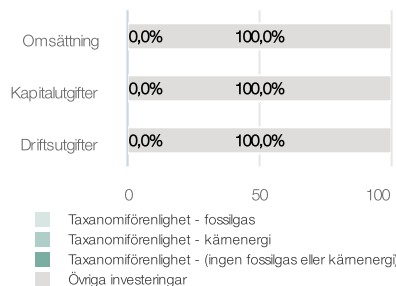 Omsättning 0,0% 100,0%
Kapitalutgifter 0,0% 100,0%
Driftsutgifter 0,0% 100,0%
0 50 100
Taxanomiförenlighet - fossilgas
Taxanomiförenlighet - kärnenergi
Taxanomiförenlighet - (ingen fossilgas eller kärnenergi)
Övriga investeringar